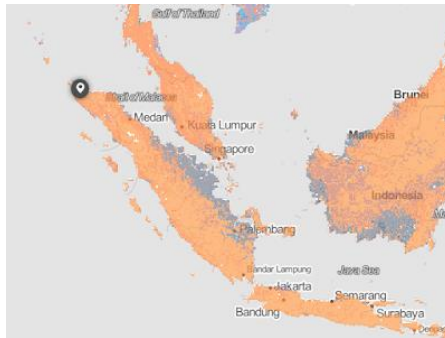 Gulf of Thailand
Strait of Malacca
Medan
Kuala Lumpur
Singapore
Brunei
Malaysia
Indonesia
Palembang
Bandar Lampung
Java Sea
Jakarta
Semarang
Bandung
Surabaya